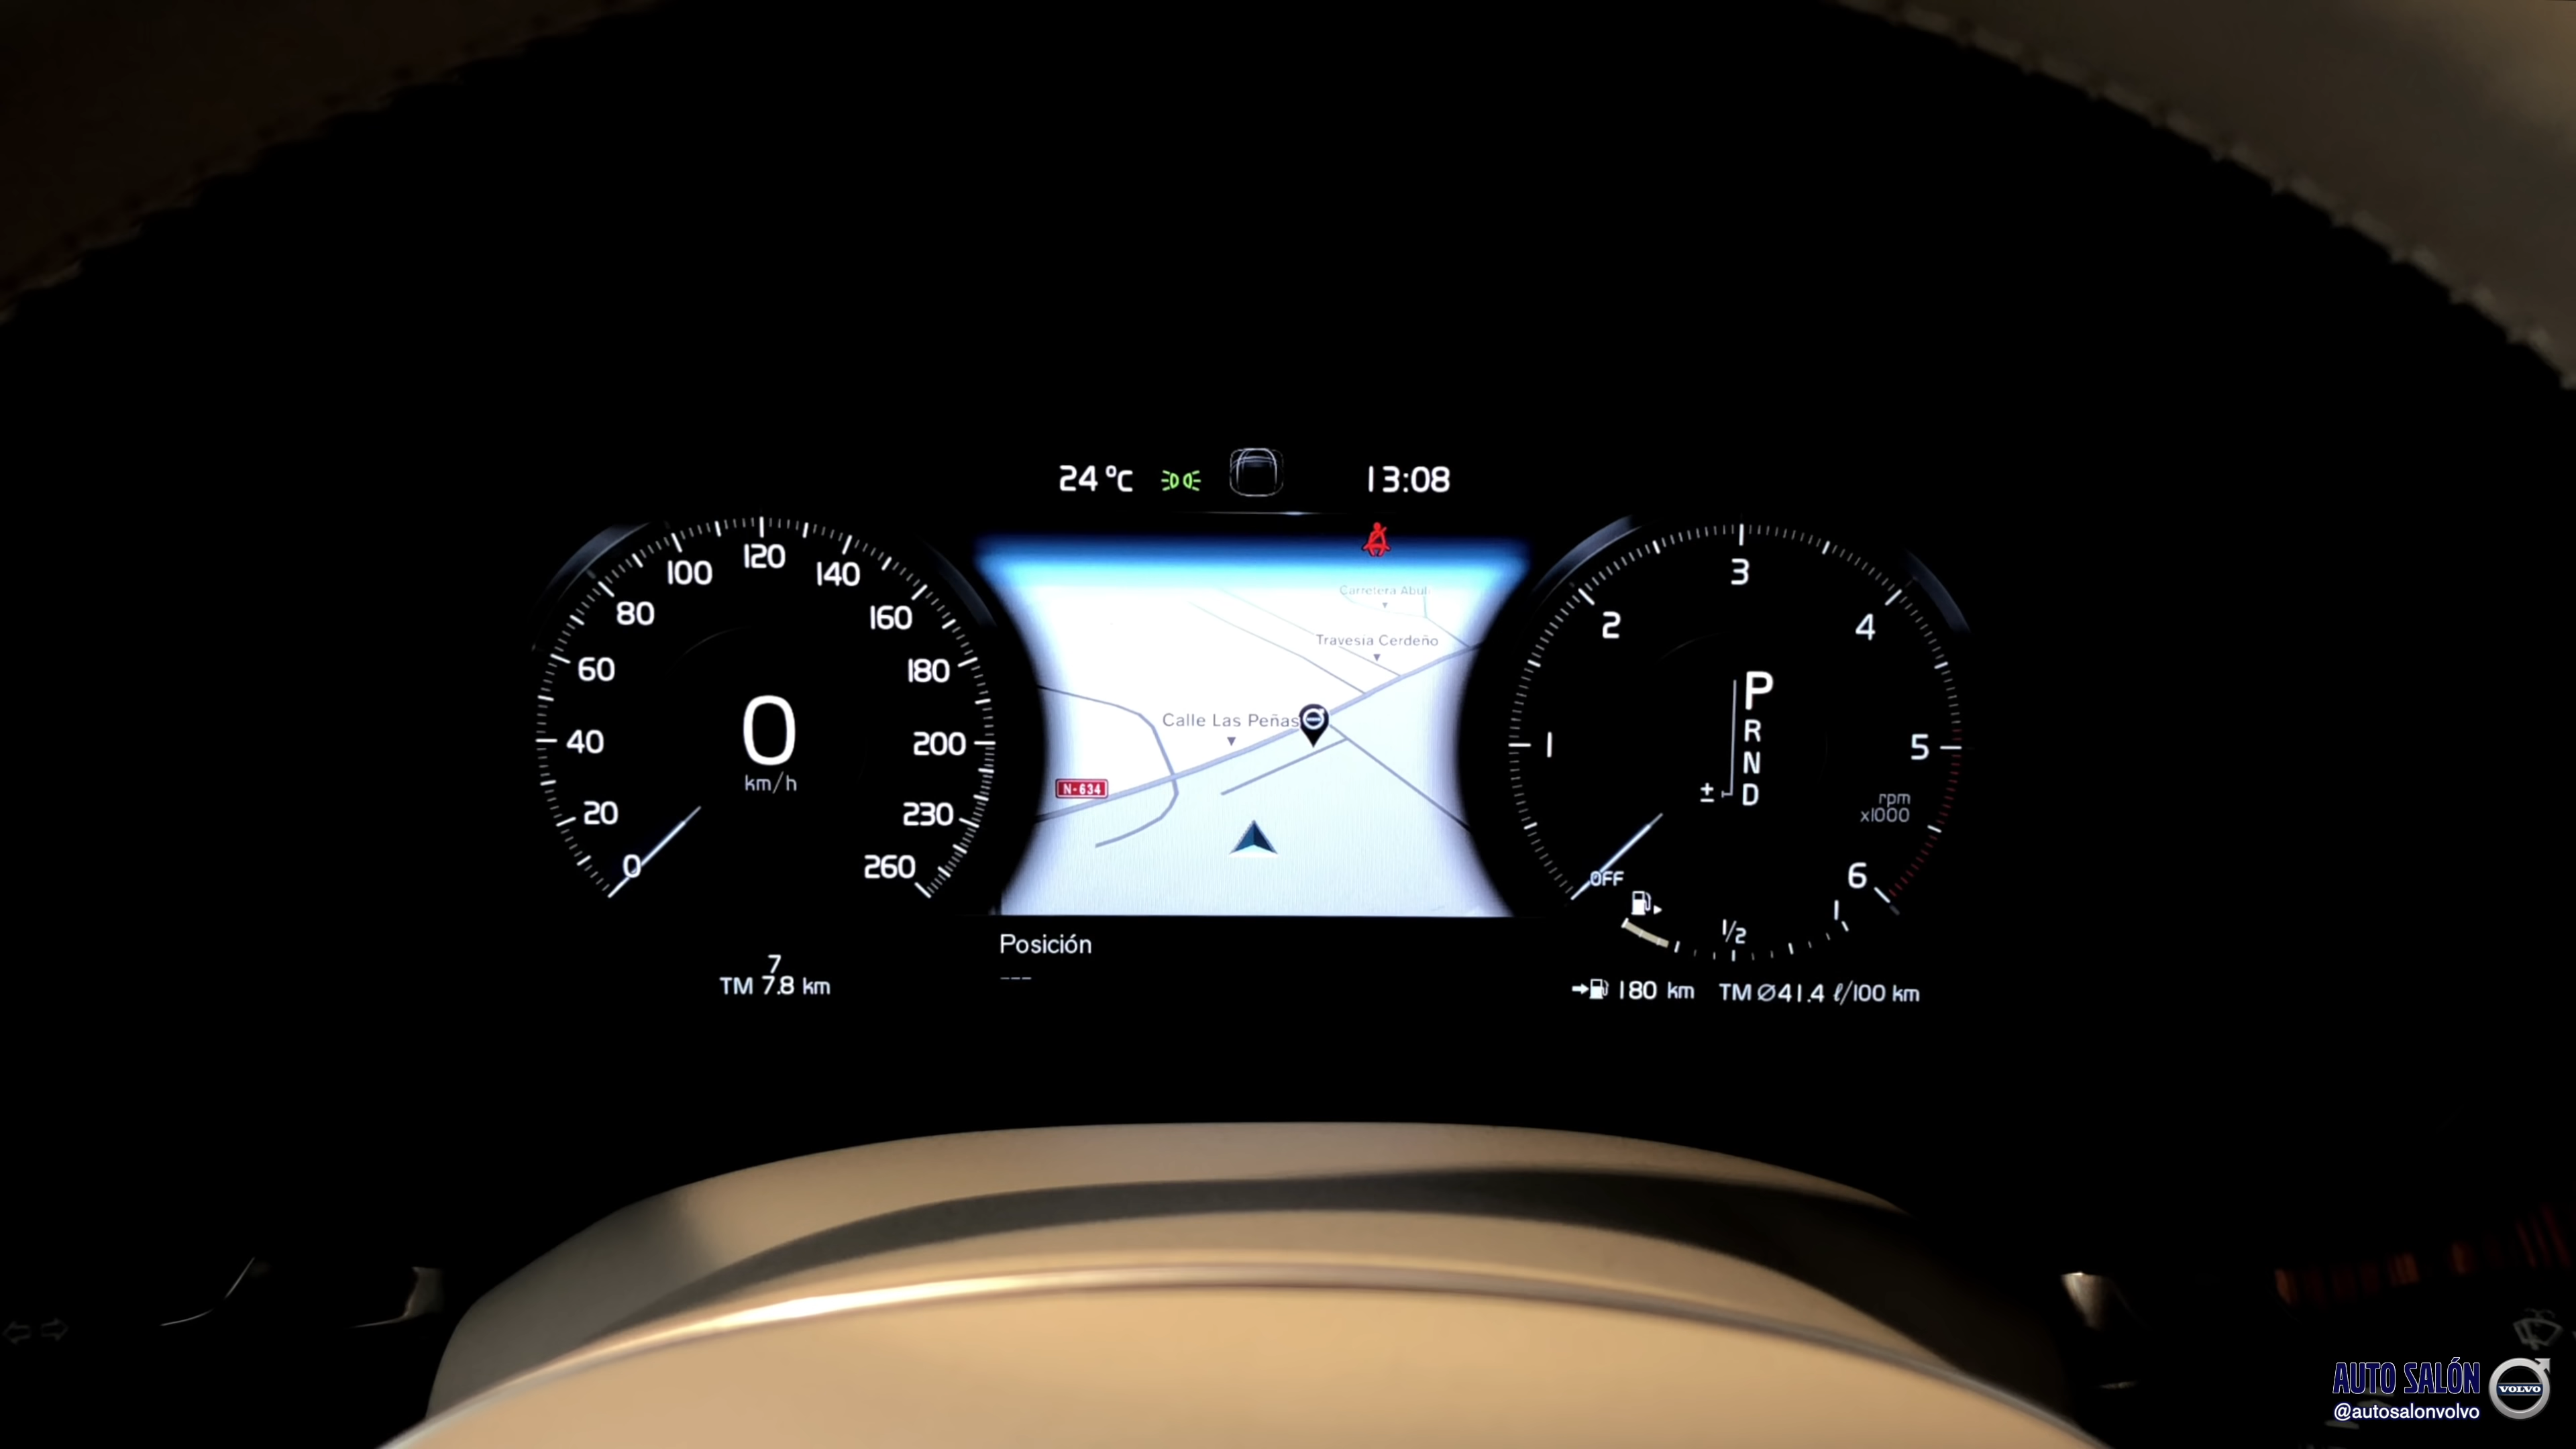 24 °C
13:08
0
20
40
60
80
100
120
140
160
180
200
230
260
0
km/h
7
TM 7.8 km
Carretera Abuli
Travesia Cerdeño
Calle Las Peñas
N-634
Posición
---
OFF
1
2
3
4
5
6
P
R
N
± D
rpm
x1000
1/2
1
180 km
TM Ø41.4 ℓ/100 km
AUTO SALÓN
VOLVO
@autosalonvolvo